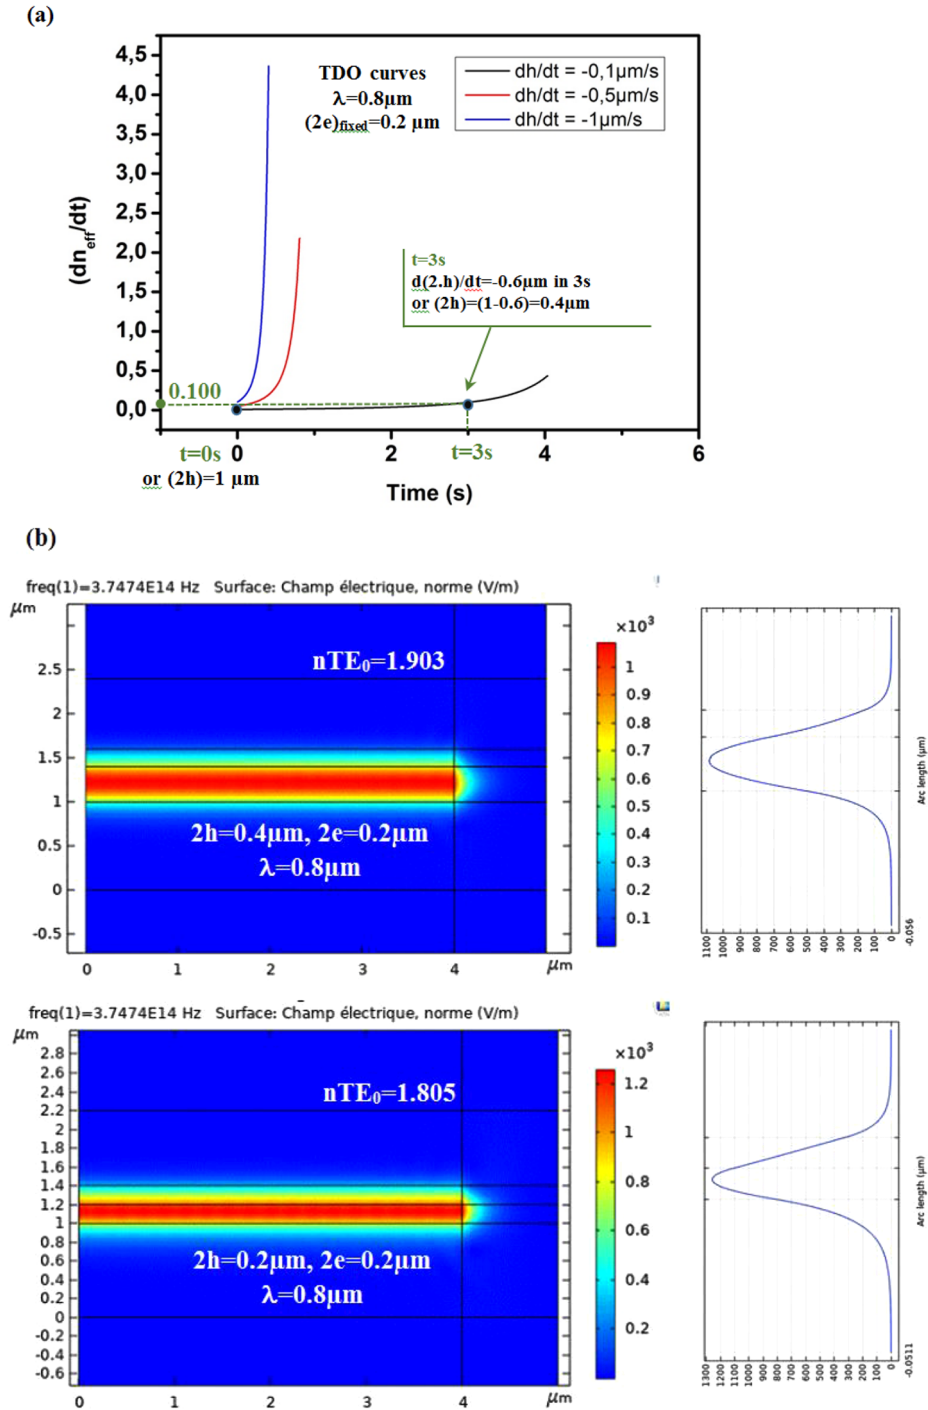 (a)
4,5
4,0
3,5
3,0
2,5
2,0
1,5
1,0
0,5
0,0
(dn_eff/dt)
TDO curves
λ=0.8μm
(2e)_fixed=0.2 μm
dh/dt = -0,1μm/s
dh/dt = -0,5μm/s
dh/dt = -1μm/s
t=3s
d(2.h)/dt=-0.6μm in 3s
or (2h)=(1-0.6)=0.4μm
0.100
t=0s 0 2 t=3s 4 6
or (2h)=1 μm
Time (s)
(b)
freq(1)=3.7474E14 Hz Surface: Champ électrique, norme (V/m)
μm
2.5
2
1.5
1
0.5
0
-0.5
nTE₀=1.903
2h=0.4μm, 2e=0.2μm
λ=0.8μm
0 1 2 3 4 μm
×10³
1
0.9
0.8
0.7
0.6
0.5
0.4
0.3
0.2
0.1
Arc length (μm)
-0.056
1100 1000 900 800 700 600 500 400 300 200 100 0
freq(1)=3.7474E14 Hz Surface: Champ électrique, norme (V/m)
μm
2.8
2.6
2.4
2.2
2
1.8
1.6
1.4
1.2
1
0.8
0.6
0.4
0.2
0
-0.2
-0.4
-0.6
nTE₀=1.805
2h=0.2μm, 2e=0.2μm
λ=0.8μm
0 1 2 3 4 μm
×10³
1.2
1
0.8
0.6
0.4
0.2
Arc length (μm)
-0.0511
1300 1200 1100 1000 900 800 700 600 500 400 300 200 100 0